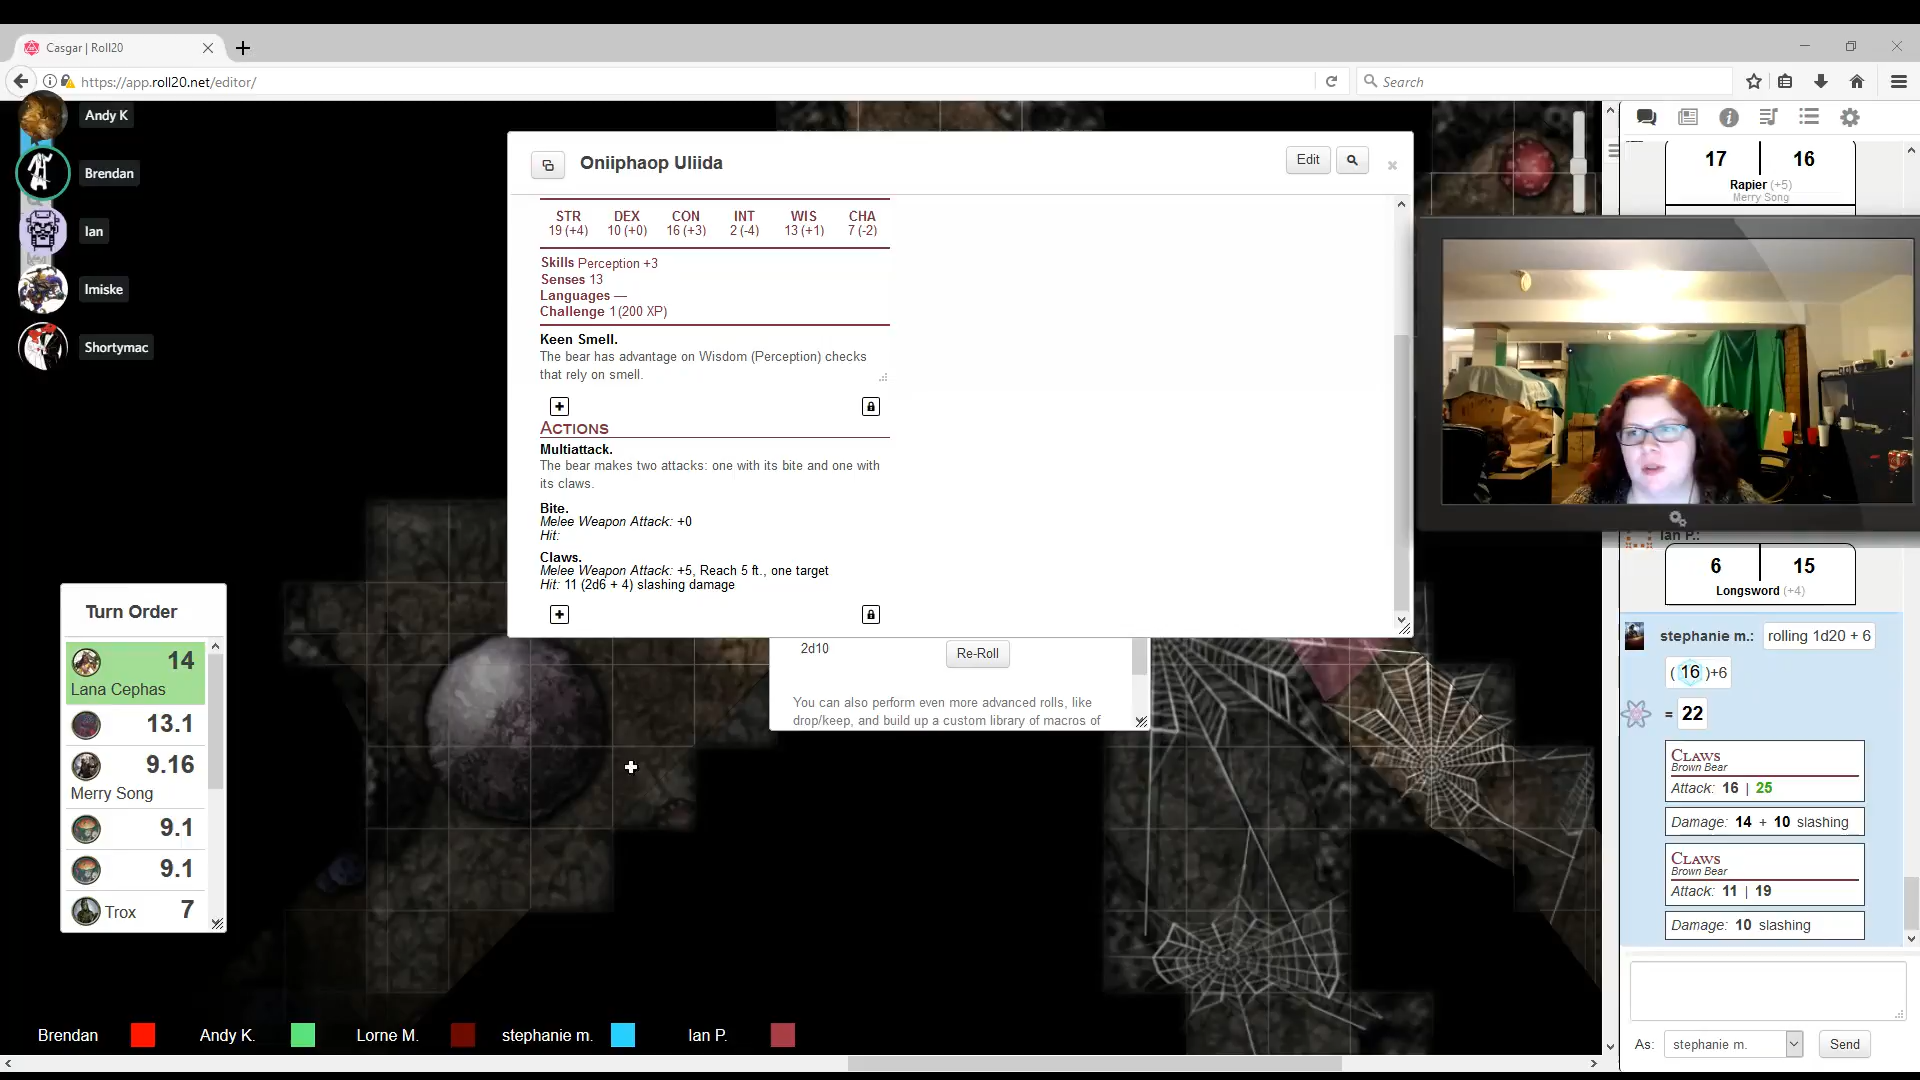 Casgar | Roll20
https://app.roll20.net/editor/
Search
Andy K
Brendan
Ian
Imiske
Shortymac
Oniiphaop Uliida
Edit
STR DEX CON INT WIS CHA
19 (+4) 10 (+0) 16 (+3) 2 (-4) 13 (+1) 7 (-2)
Skills Perception +3
Senses 13
Languages —
Challenge 1 (200 XP)
Keen Smell.
The bear has advantage on Wisdom (Perception) checks
that rely on smell.
Actions
Multiattack.
The bear makes two attacks: one with its bite and one with
its claws.
Bite.
Melee Weapon Attack: +0
Hit:
Claws.
Melee Weapon Attack: +5, Reach 5 ft., one target
Hit: 11 (2d6 + 4) slashing damage
2d10
Re-Roll
You can also perform even more advanced rolls, like
drop/keep, and build up a custom library of macros of
Turn Order
14
Lana Cephas
13.1
9.16
Merry Song
9.1
9.1
Trox 7
17 16
Rapier (+5)
Merry Song
Ian P.:
6 15
Longsword (+4)
stephanie m.: rolling 1d20 + 6
(16)+6
= 22
Claws
Brown Bear
Attack: 16 | 25
Damage: 14 + 10 slashing
Claws
Brown Bear
Attack: 11 | 19
Damage: 10 slashing
As: stephanie m. Send
Brendan Andy K. Lorne M. stephanie m. Ian P.